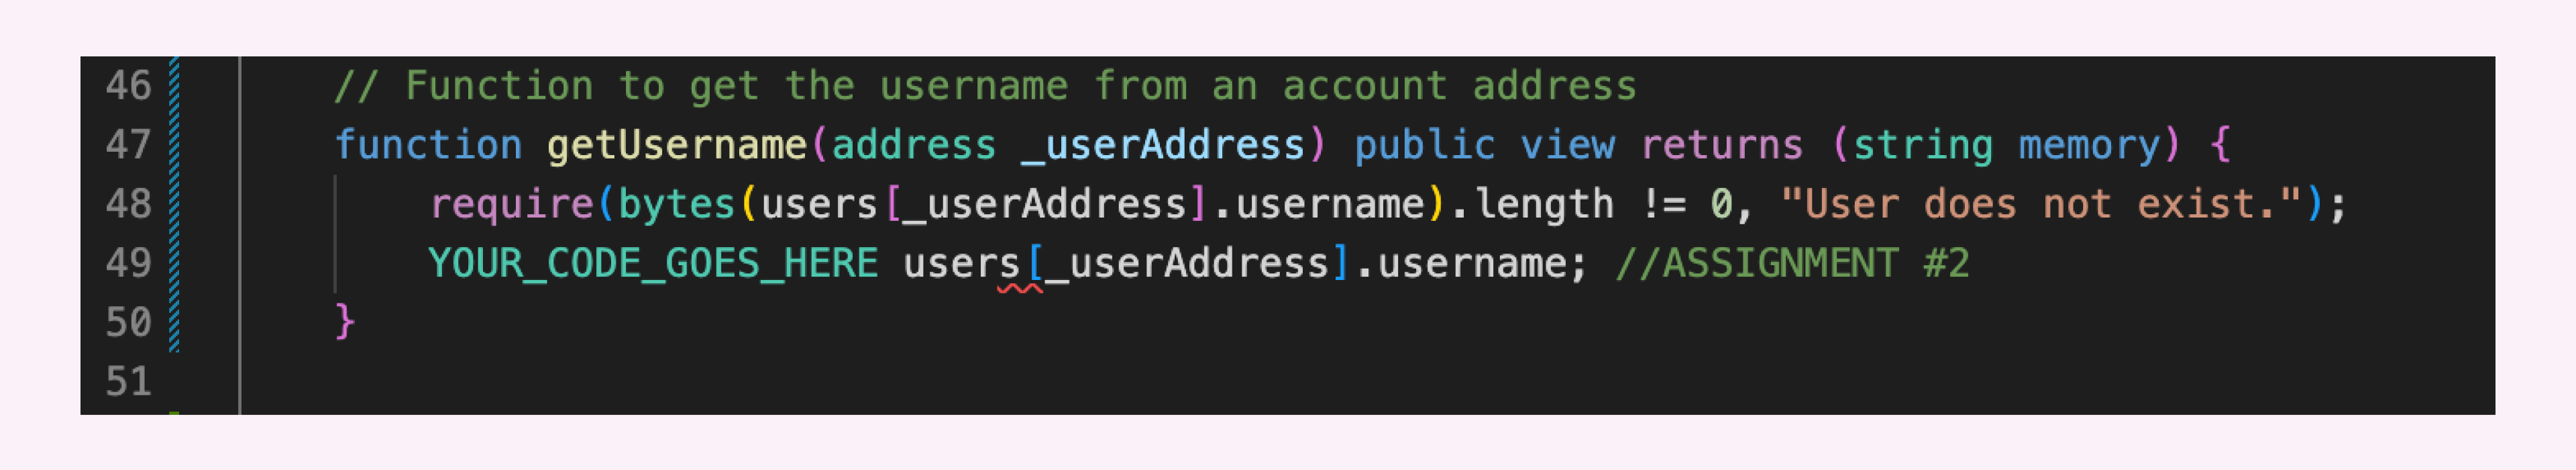 46 // Function to get the username from an account address
47 function getUsername(address _userAddress) public view returns (string memory) {
48 require(bytes(users[_userAddress].username).length != 0, "User does not exist.");
49 YOUR_CODE_GOES_HERE users[_userAddress].username; //ASSIGNMENT #2
50 }
51